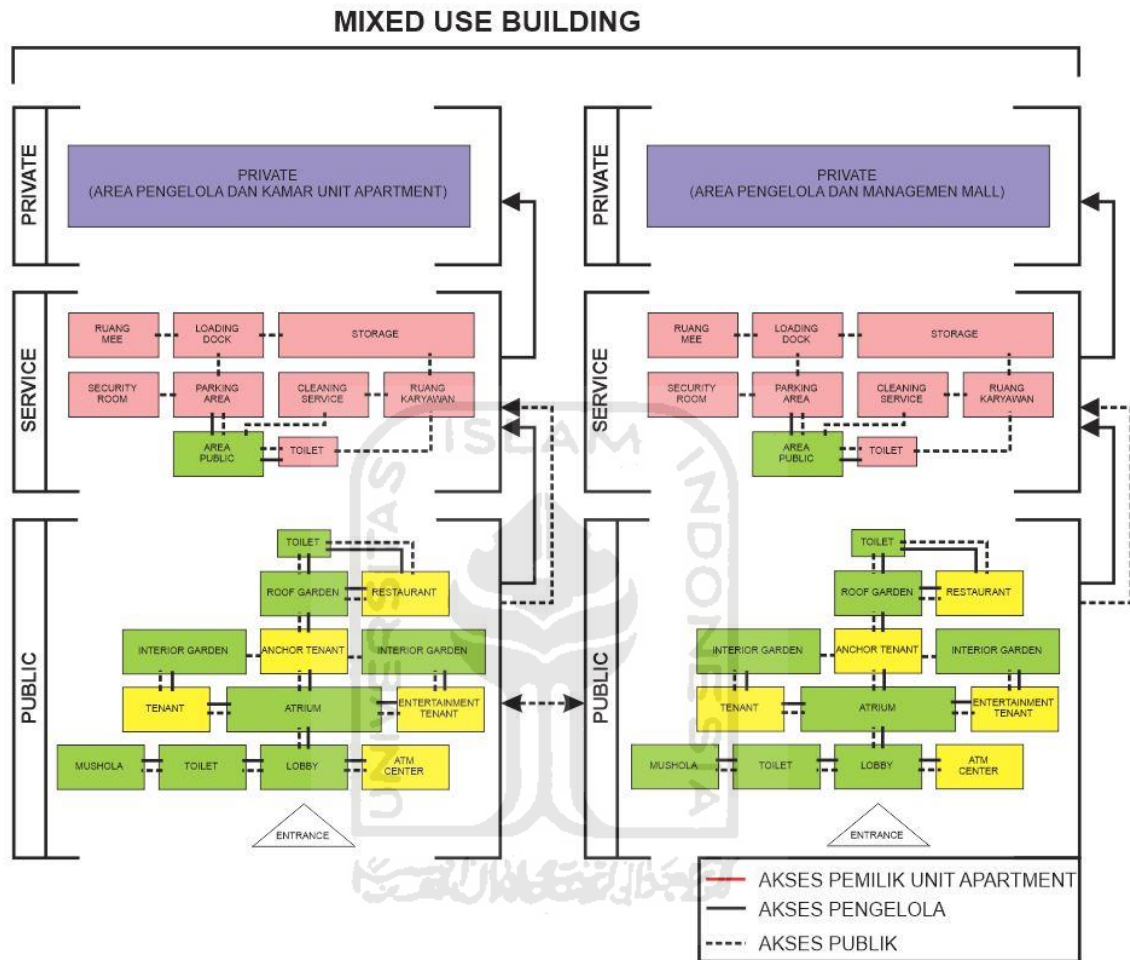 MIXED USE BUILDING
PRIVATE
PRIVATE
(AREA PENGELOLA DAN KAMAR UNIT APARTMENT)
SERVICE
RUANG
MEE
LOADING
DOCK
STORAGE
SECURITY
ROOM
PARKING
AREA
CLEANING
SERVICE
RUANG
KARYAWAN
AREA
PUBLIC
TOILET
PUBLIC
TOILET
ROOF GARDEN
RESTAURANT
INTERIOR GARDEN
ANCHOR TENANT
INTERIOR GARDEN
TENANT
ATRIUM
ENTERTAINMENT
TENANT
MUSHOLA
TOILET
LOBBY
ATM
CENTER
ENTRANCE
PRIVATE
PRIVATE
(AREA PENGELOLA DAN MANAGEMEN MALL)
SERVICE
RUANG
MEE
LOADING
DOCK
STORAGE
SECURITY
ROOM
PARKING
AREA
CLEANING
SERVICE
RUANG
KARYAWAN
AREA
PUBLIC
TOILET
PUBLIC
TOILET
ROOF GARDEN
RESTAURANT
INTERIOR GARDEN
ANCHOR TENANT
INTERIOR GARDEN
TENANT
ATRIUM
ENTERTAINMENT
TENANT
MUSHOLA
TOILET
LOBBY
ATM
CENTER
ENTRANCE
AKSES PEMILIK UNIT APARTMENT
AKSES PENGELOLA
AKSES PUBLIK
UNIVERSITAS
ISLAM
INDONESIA